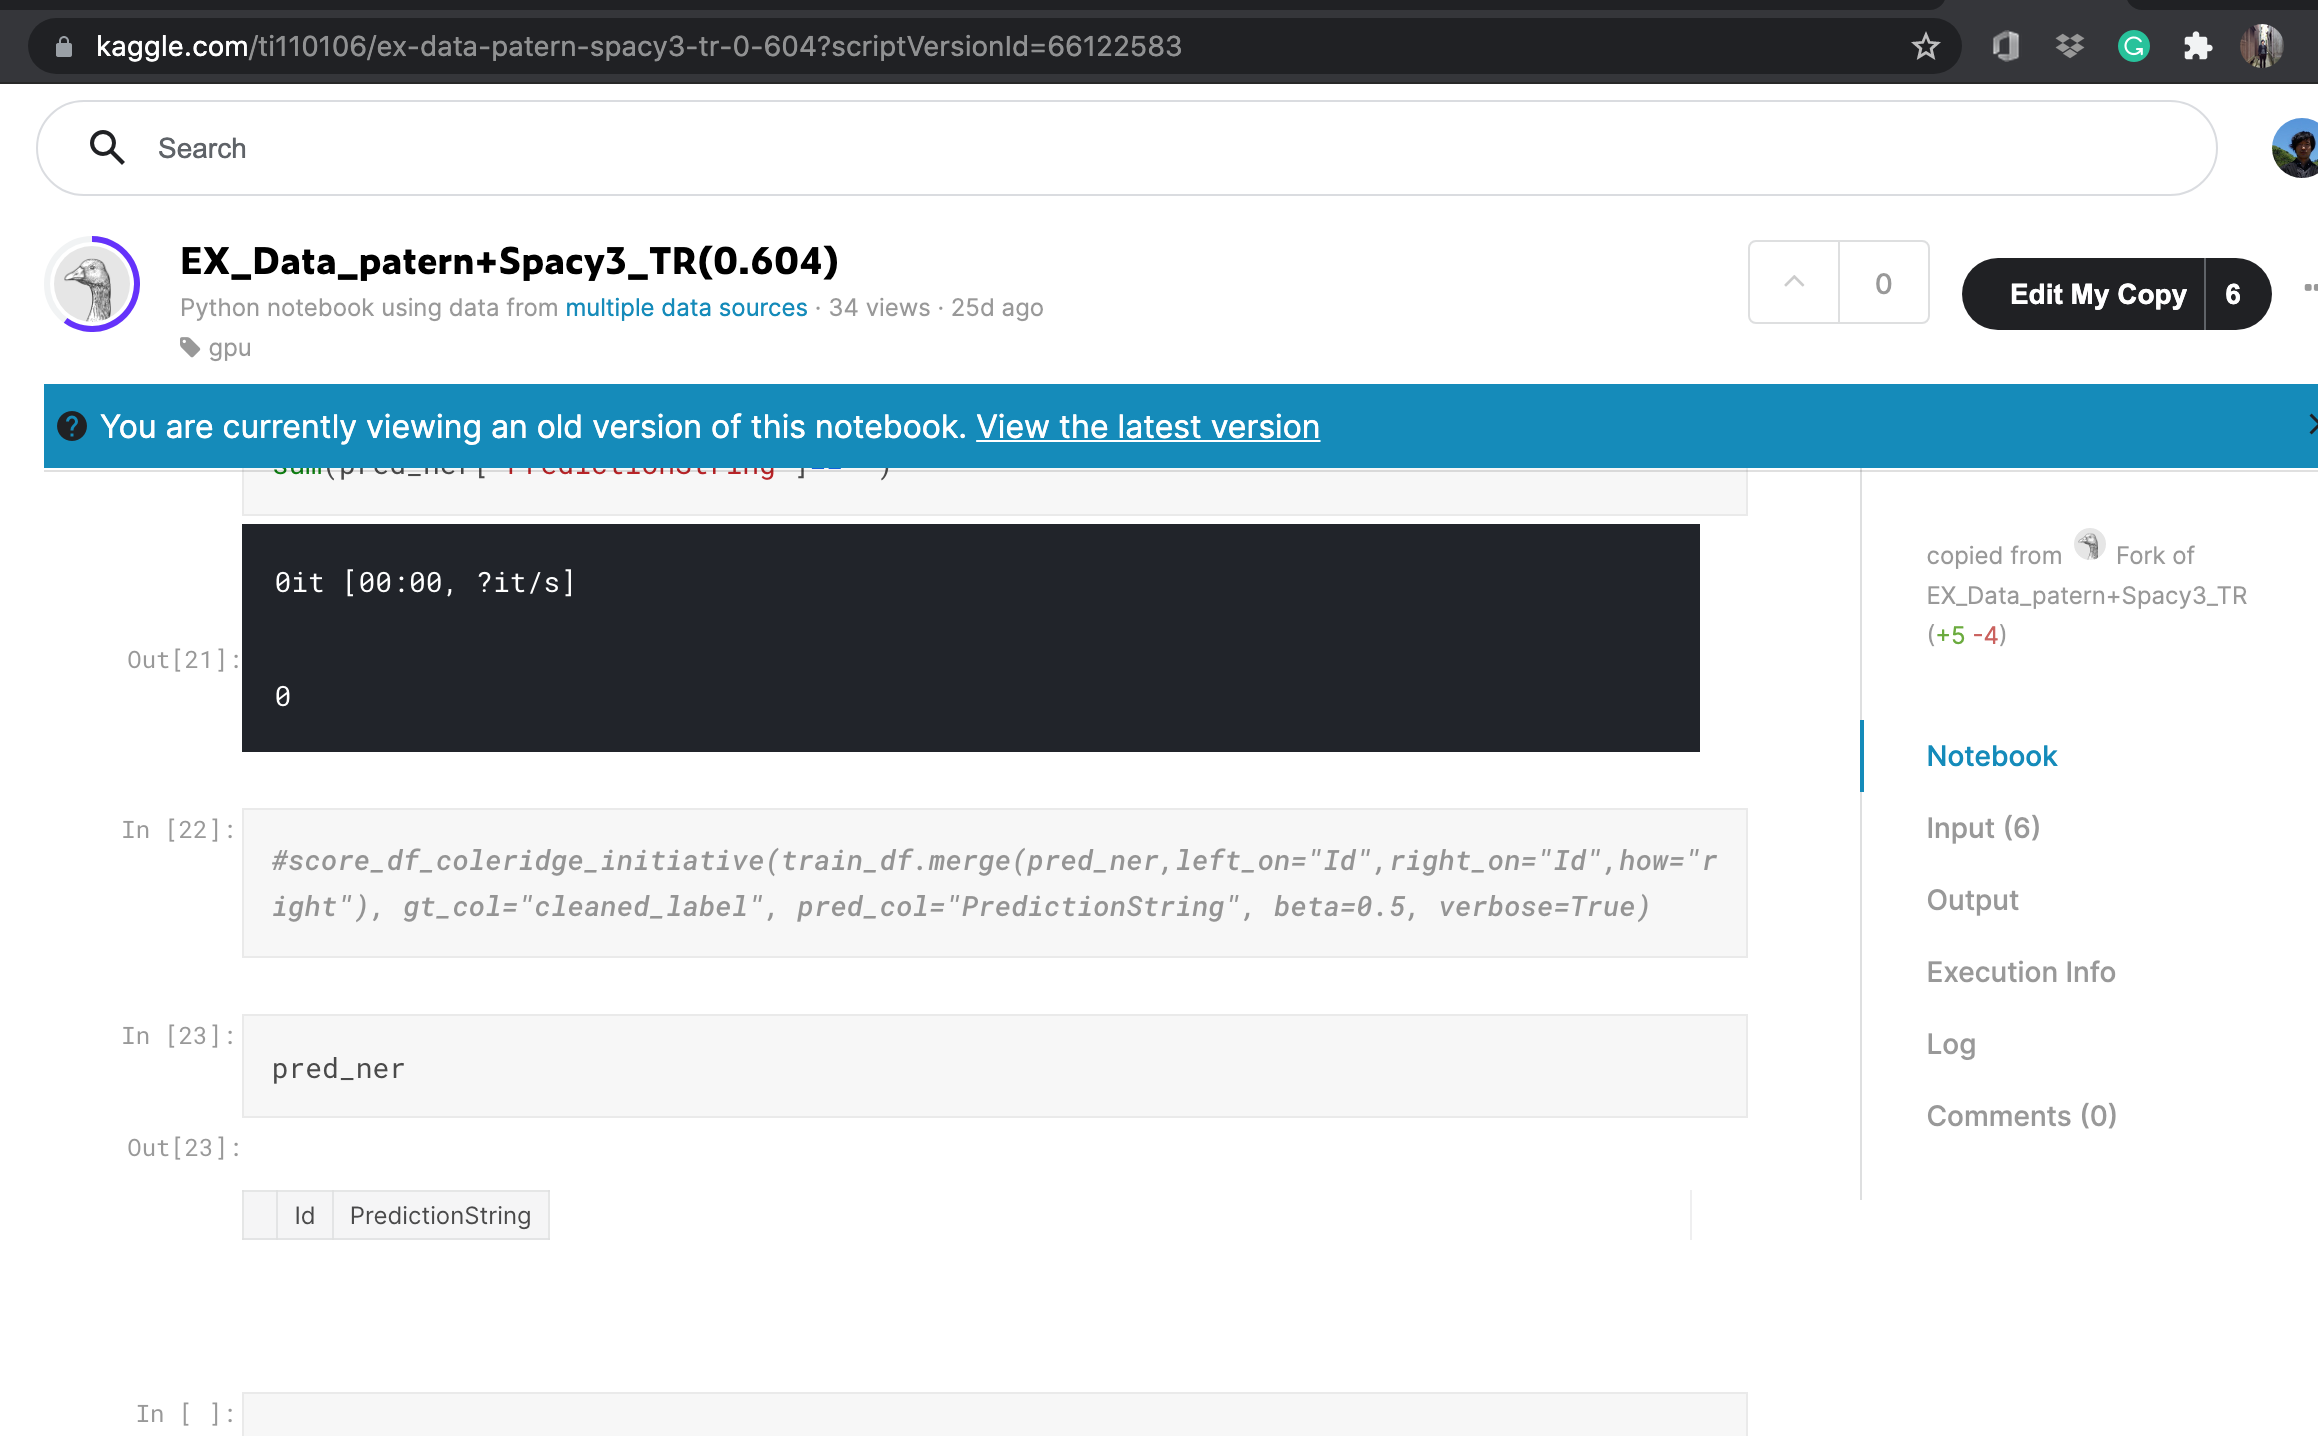 kaggle.com/ti110106/ex-data-patern-spacy3-tr-0-604?scriptVersionId=66122583
Search
EX_Data_patern+Spacy3_TR(0.604)
Python notebook using data from multiple data sources · 34 views · 25d ago
gpu
0
Edit My Copy 6
You are currently viewing an old version of this notebook. View the latest version
sum(pred_ner["PredictionString"]=="")
0it [00:00, ?it/s]
Out[21]:
0
In [22]:
#score_df_coleridge_initiative(train_df.merge(pred_ner,left_on="Id",right_on="Id",how="r
ight"), gt_col="cleaned_label", pred_col="PredictionString", beta=0.5, verbose=True)
In [23]:
pred_ner
Out[23]:
Id PredictionString
In [ ]:
copied from Fork of
EX_Data_patern+Spacy3_TR
(+5 -4)
Notebook
Input (6)
Output
Execution Info
Log
Comments (0)